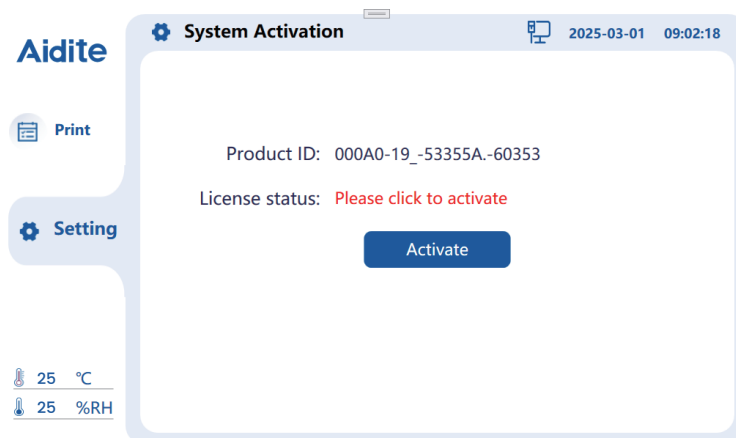 Aidite
System Activation
2025-03-01 09:02:18
Print
Product ID: 000A0-19_-53355A.-60353
License status: Please click to activate
Setting
Activate
25 ℃
25 %RH